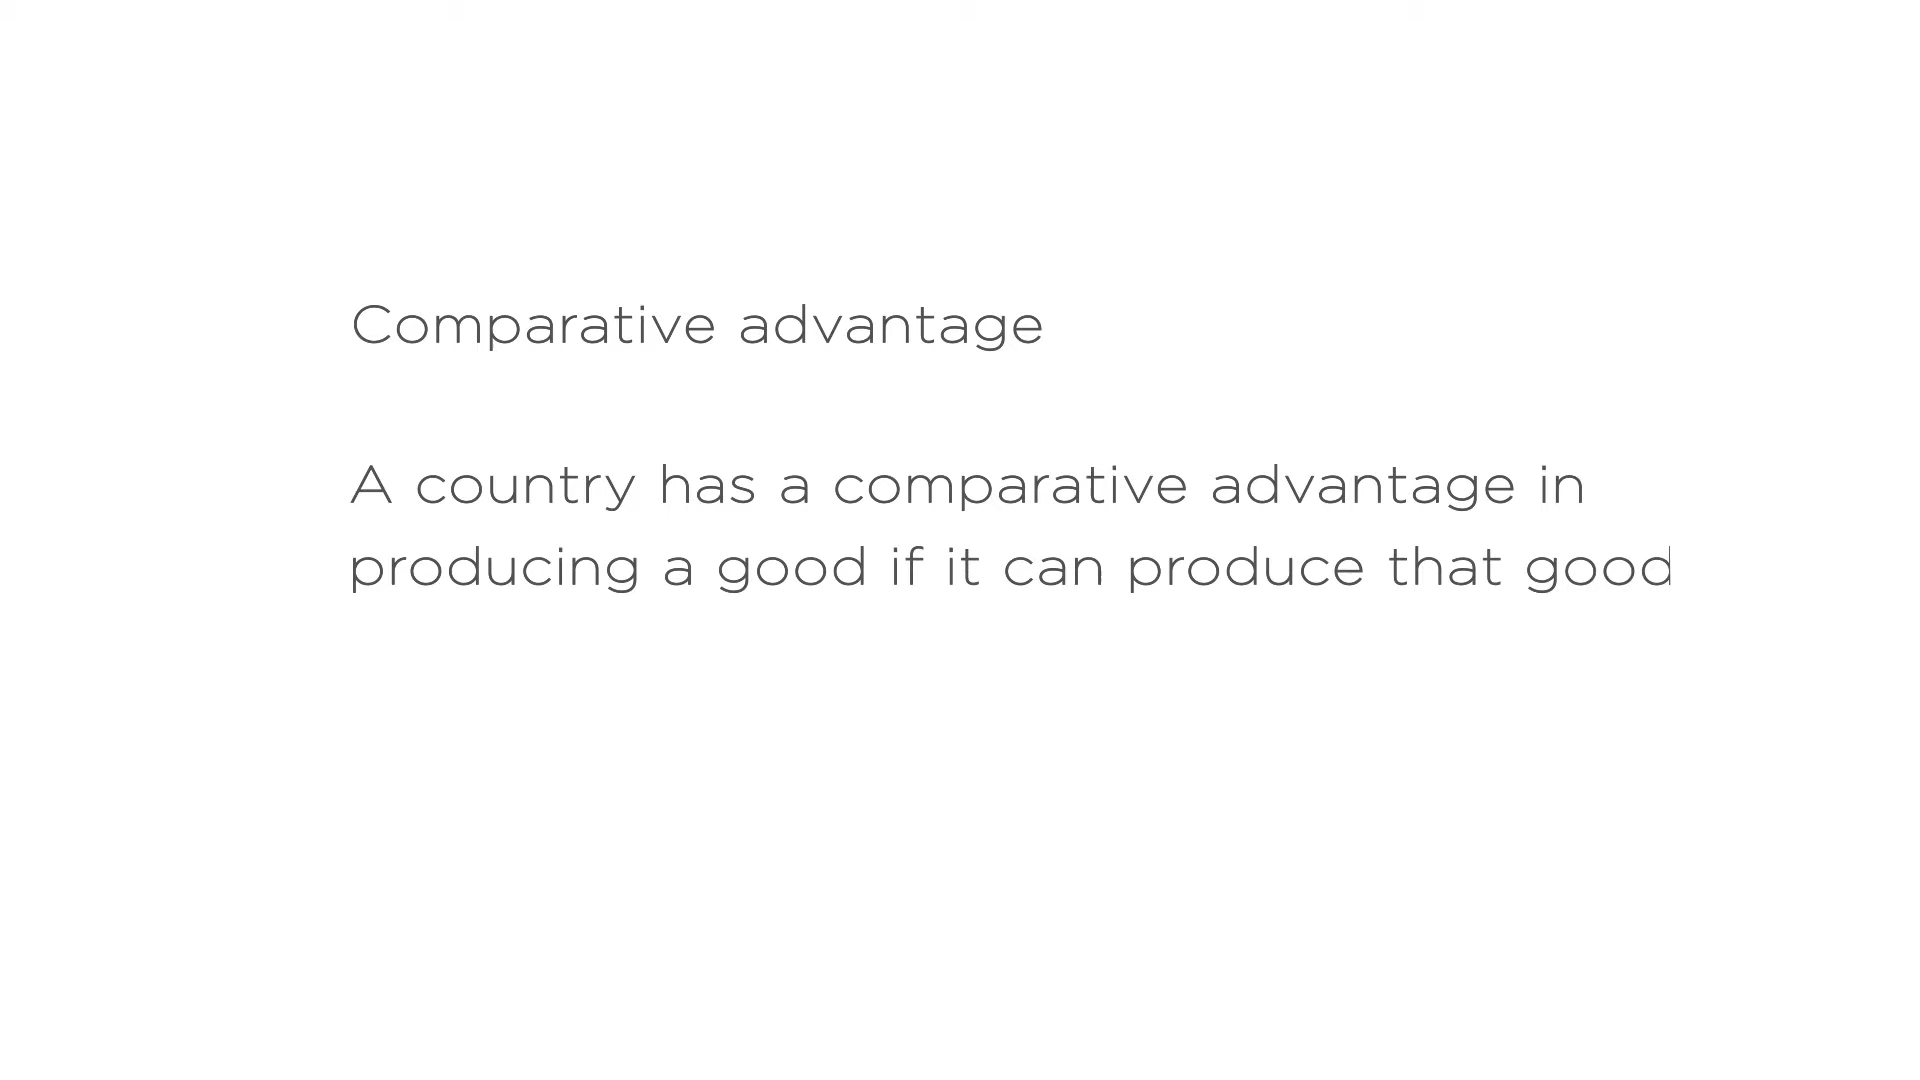 Comparative advantage
A country has a comparative advantage in
producing a good if it can produce that good